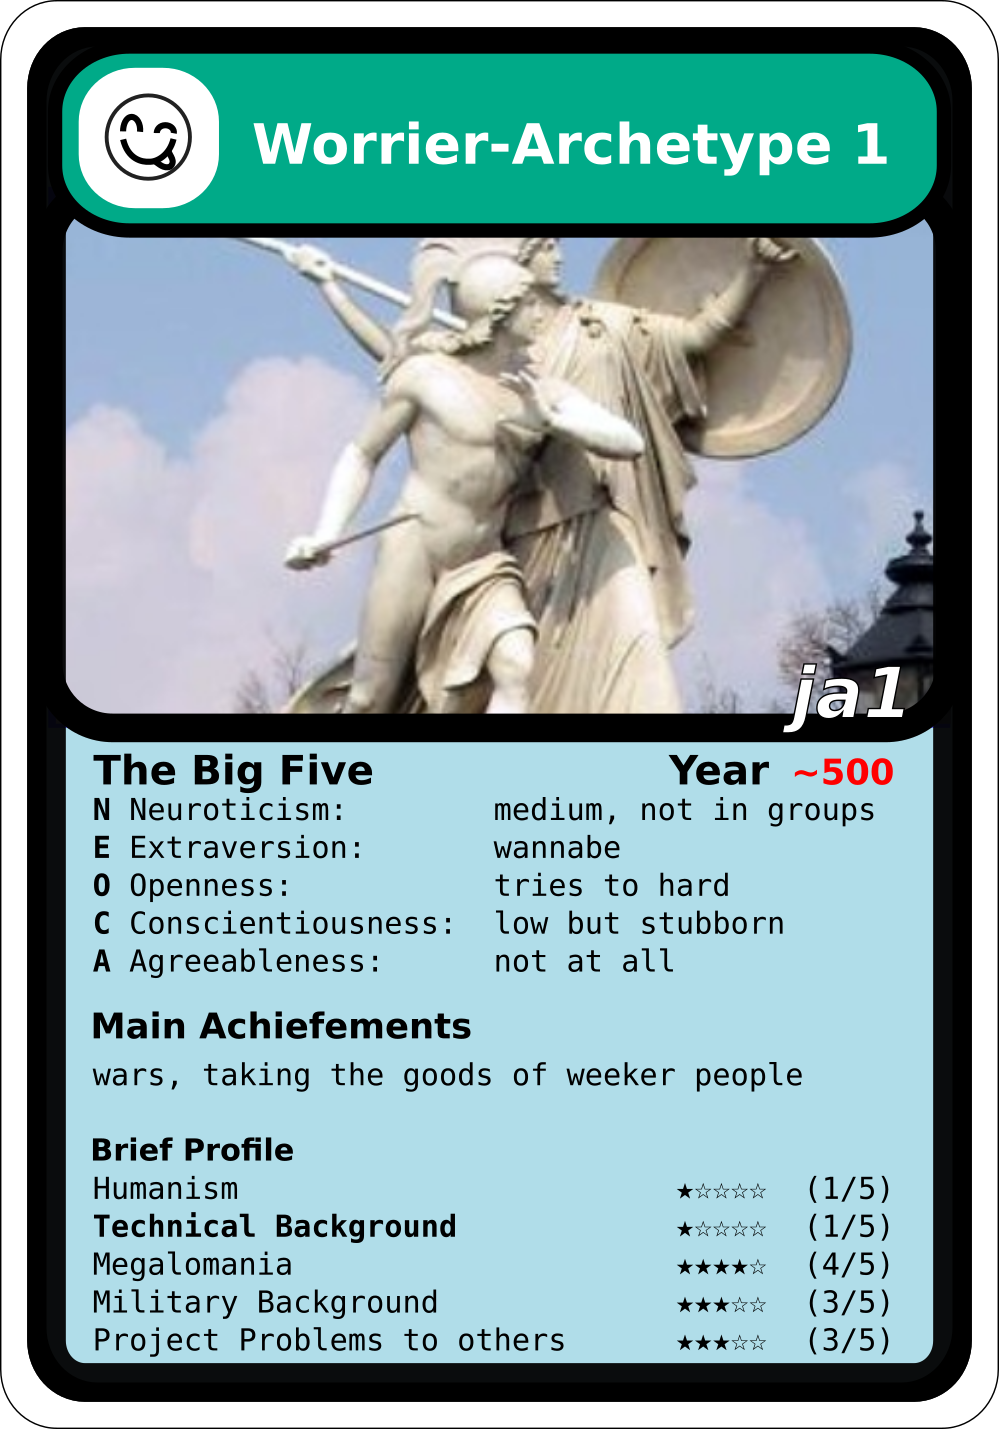 Worrier-Archetype 1
ja1
The Big Five Year ~500
N Neuroticism: medium, not in groups
E Extraversion: wannabe
O Openness: tries to hard
C Conscientiousness: low but stubborn
A Agreeableness: not at all
Main Achiefements
wars, taking the goods of weeker people
Brief Profile
Humanism ★☆☆☆☆ (1/5)
Technical Background ★☆☆☆☆ (1/5)
Megalomania ★★★★☆ (4/5)
Military Background ★★★☆☆ (3/5)
Project Problems to others ★★★☆☆ (3/5)